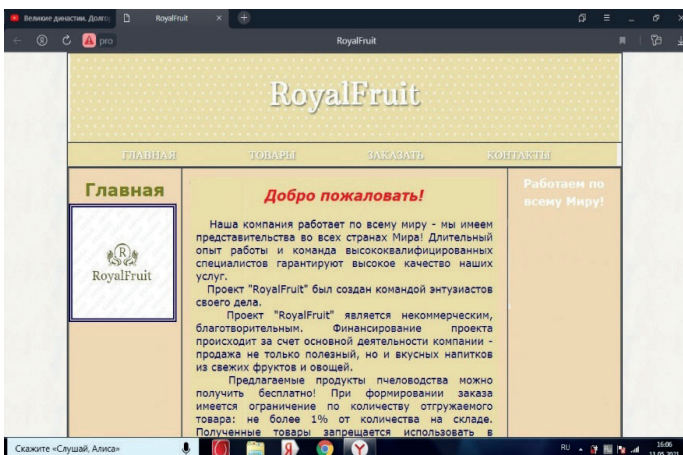 Великие династии. Долго
RoyalFruit
pro
RoyalFruit
RoyalFruit
ГЛАВНАЯ
ТОВАРЫ
ЗАКАЗАТЬ
КОНТАКТЫ
Главная
R
RoyalFruit
Добро пожаловать!
Наша компания работает по всему миру - мы имеем
представительства во всех странах Мира! Длительный
опыт работы и команда высококвалифицированных
специалистов гарантируют высокое качество наших
услуг.
Проект "RoyalFruit" был создан командой энтузиастов
своего дела.
Проект "RoyalFruit" является некоммерческим,
благотворительным. Финансирование проекта
происходит за счет основной деятельности компании -
продажа не только полезный, но и вкусных напитков
из свежих фруктов и овощей.
Предлагаемые продукты пчеловодства можно
получить бесплатно! При формировании заказа
имеется ограничение по количеству отгружаемого
товара: не более 1% от количества на складе.
Полученные товары запрещается использовать в
Работаем по
всему Миру!
Скажите «Слушай, Алиса»
RU
16:06
11.05.2021